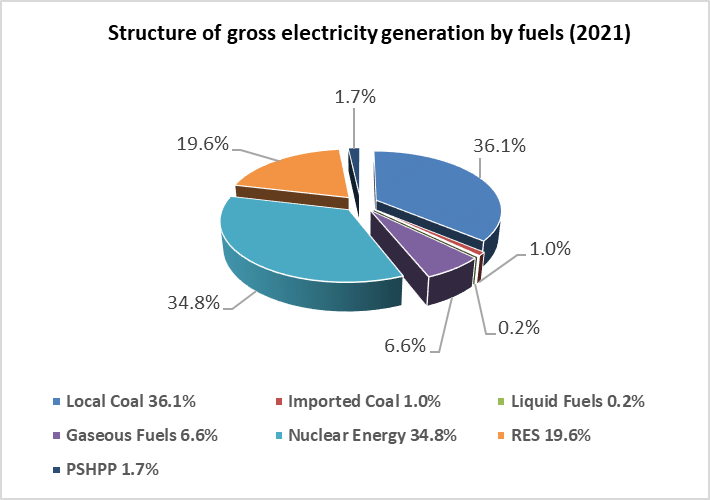 Structure of gross electricity generation by fuels (2021)
1.7%
19.6%
36.1%
1.0%
34.8%
0.2%
6.6%
Local Coal 36.1%
Imported Coal 1.0%
Liquid Fuels 0.2%
Gaseous Fuels 6.6%
Nuclear Energy 34.8%
RES 19.6%
PSHPP 1.7%